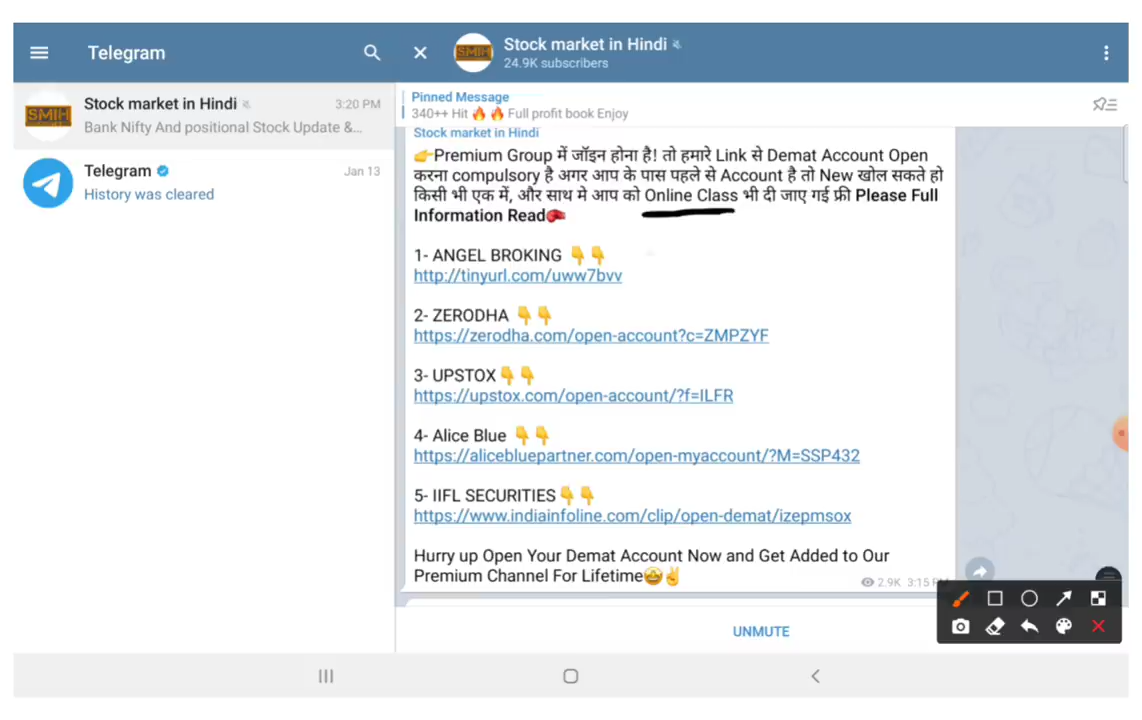 Telegram
Stock market in Hindi
24.9K subscribers
SMIH
Stock market in Hindi
3:20 PM
Bank Nifty And positional Stock Update &...
Telegram
Jan 13
History was cleared
Pinned Message
340++ Hit 🔥 🔥 Full profit book Enjoy
Stock market in Hindi
👉Premium Group में जॉइन होना है! तो हमारे Link से Demat Account Open
करना compulsory है अगर आप के पास पहले से Account है तो New खोल सकते हो
किसी भी एक में, और साथ मे आप को Online Class भी दी जाए गई फ्री Please Full
Information Read🥊
1- ANGEL BROKING 👇👇
http://tinyurl.com/uww7bvv
2- ZERODHA 👇👇
https://zerodha.com/open-account?c=ZMPZYF
3- UPSTOX👇👇
https://upstox.com/open-account/?f=ILFR
4- Alice Blue 👇👇
https://alicebluepartner.com/open-myaccount/?M=SSP432
5- IIFL SECURITIES👇👇
https://www.indiainfoline.com/clip/open-demat/izepmsox
Hurry up Open Your Demat Account Now and Get Added to Our
Premium Channel For Lifetime🤩✌
2.9K 3:15 PM
UNMUTE